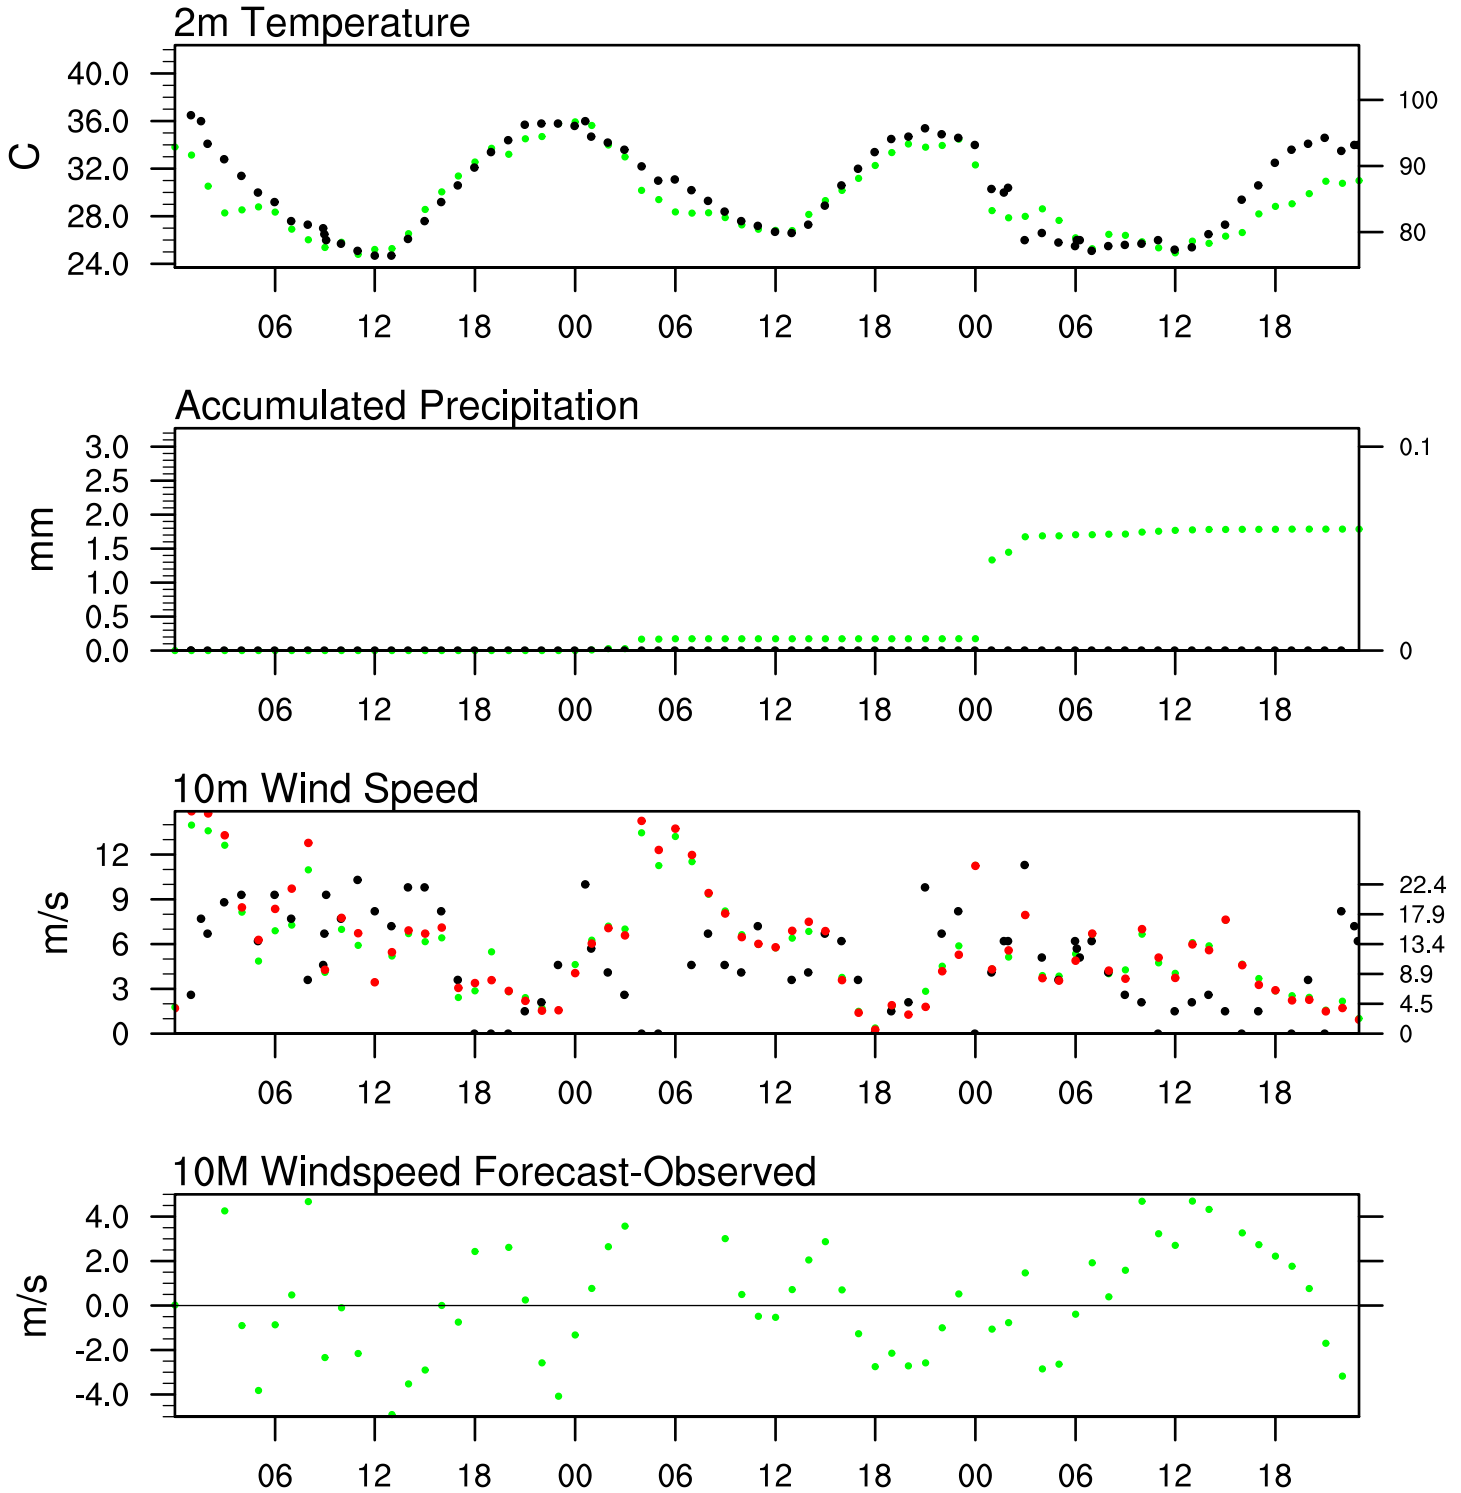 2m Temperature
C
40.0
36.0
32.0
28.0
24.0
100
90
80
06 12 18 00 06 12 18 00 06 12 18
Accumulated Precipitation
mm
3.0
2.5
2.0
1.5
1.0
0.5
0.0
0.1
0
06 12 18 00 06 12 18 00 06 12 18
10m Wind Speed
m/s
12
9
6
3
0
22.4
17.9
13.4
8.9
4.5
0
06 12 18 00 06 12 18 00 06 12 18
10M Windspeed Forecast-Observed
m/s
4.0
2.0
0.0
-2.0
-4.0
06 12 18 00 06 12 18 00 06 12 18